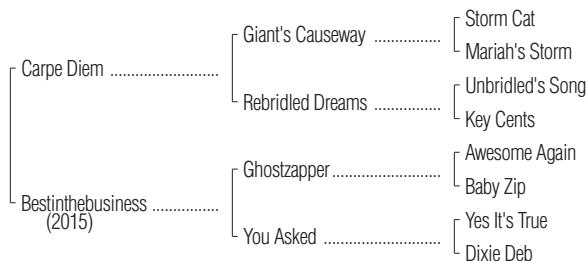 Storm Cat
Giant's Causeway
Mariah's Storm
Carpe Diem
Unbridled's Song
Rebridled Dreams
Key Cents
Awesome Again
Ghostzapper
Baby Zip
Bestinthebusiness
(2015)
Yes It's True
You Asked
Dixie Deb